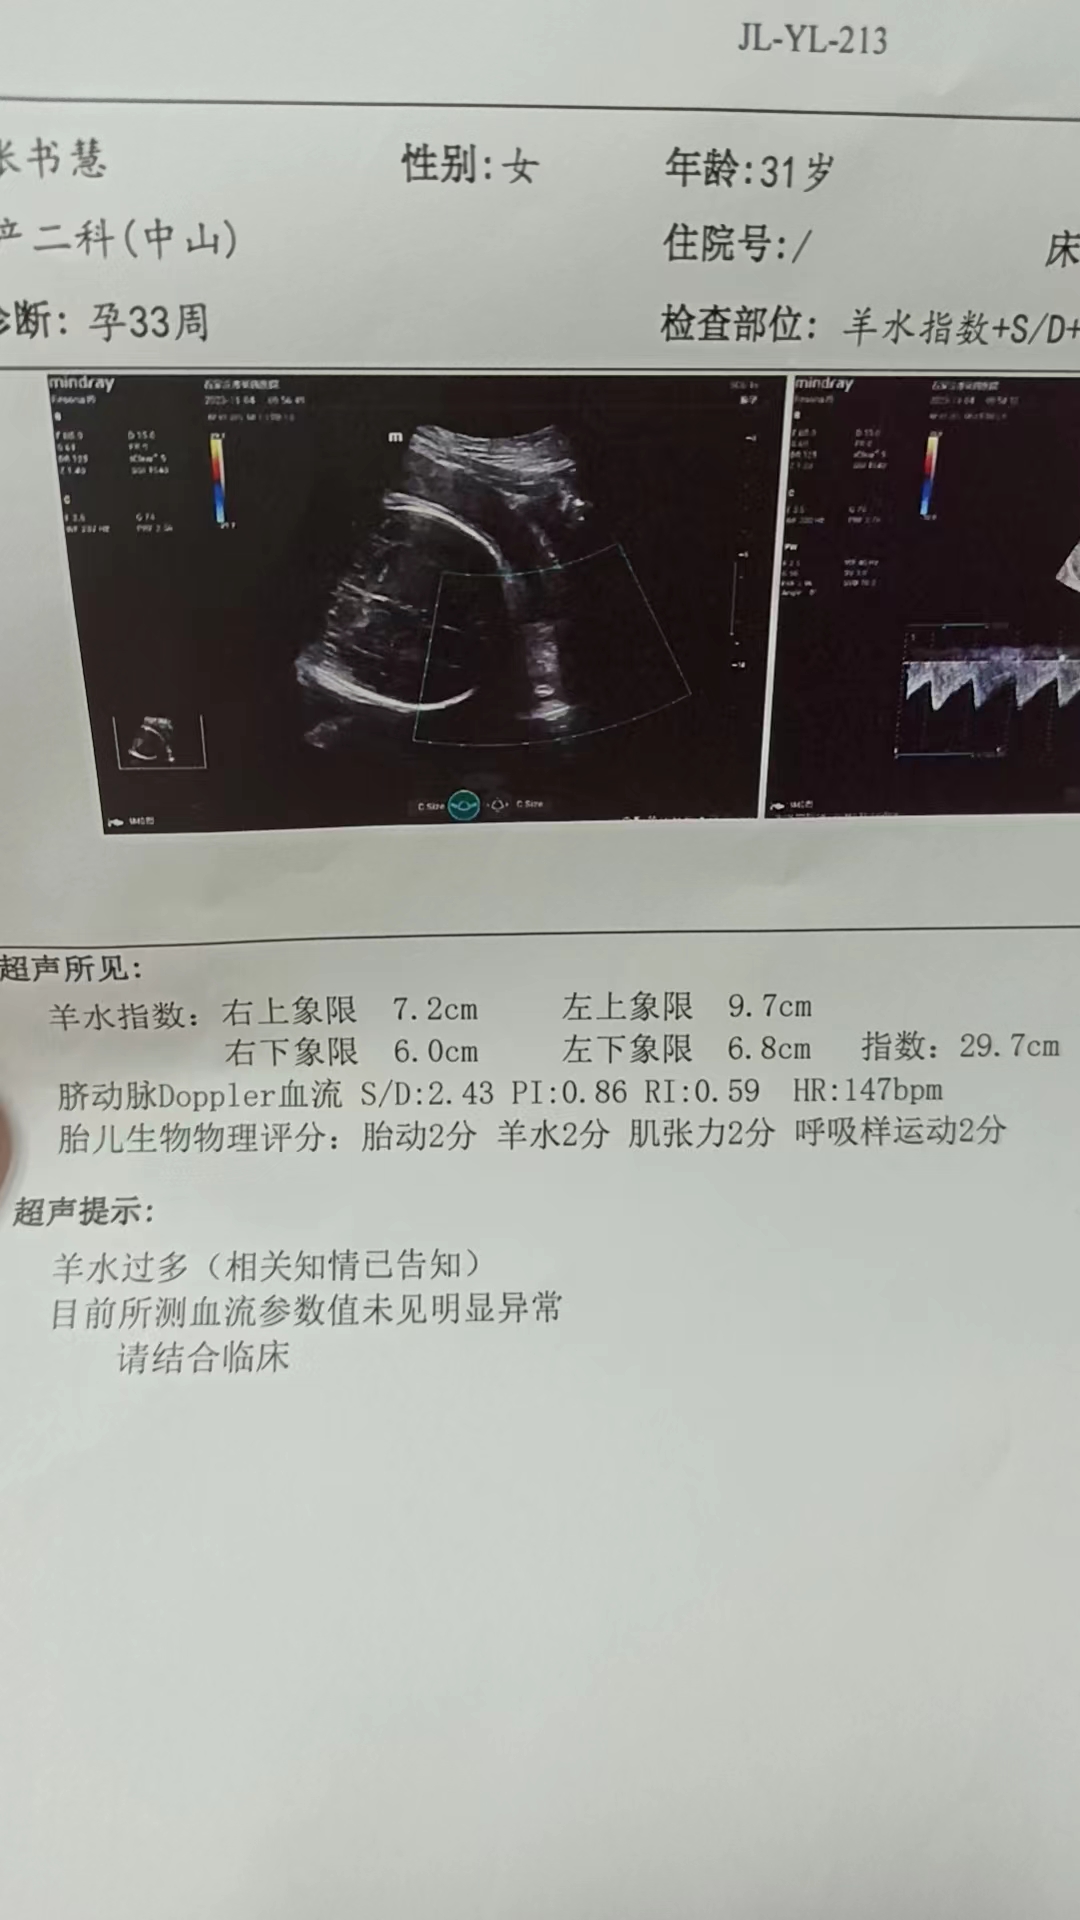 JL-YL-213
张书慧 性别:女 年龄:31岁
产二科(中山) 住院号:/ 床
诊断: 孕33周 检查部位: 羊水指数+S/D+
mindray
mindray
m
C Size C Size
超声所见:
羊水指数: 右上象限 7.2cm 左上象限 9.7cm
右下象限 6.0cm 左下象限 6.8cm 指数: 29.7cm
脐动脉Doppler血流 S/D:2.43 PI:0.86 RI:0.59 HR:147bpm
胎儿生物物理评分: 胎动2分 羊水2分 肌张力2分 呼吸样运动2分
超声提示:
羊水过多（相关知情已告知）
目前所测血流参数值未见明显异常
请结合临床